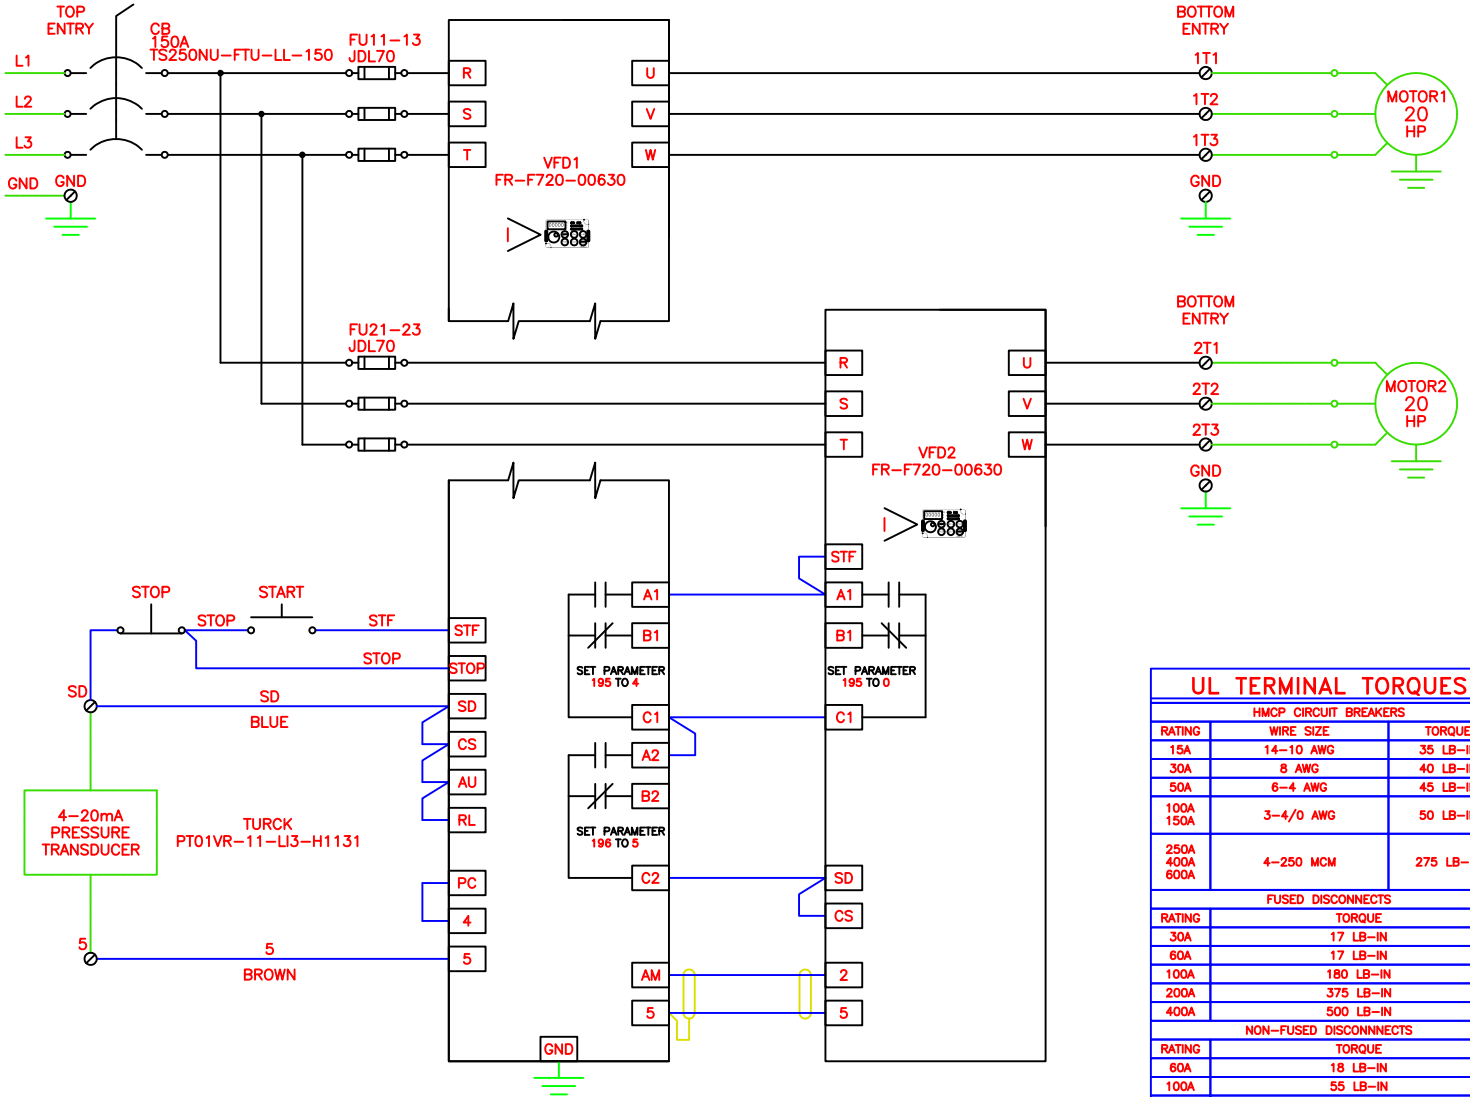 TOP
ENTRY
CB
150A
TS250NU-FTU-LL-150
L1
L2
L3
GND
GND
FU11-13
JDL70
R
S
T
U
V
W
VFD1
FR-F720-00630
BOTTOM
ENTRY
1T1
1T2
1T3
GND
MOTOR1
20
HP
FU21-23
JDL70
R
S
T
U
V
W
VFD2
FR-F720-00630
BOTTOM
ENTRY
2T1
2T2
2T3
GND
MOTOR2
20
HP
STOP
START
STOP
STF
STOP
SD
SD
BLUE
4-20mA
PRESSURE
TRANSDUCER
TURCK
PT01VR-11-LI3-H1131
5
5
BROWN
STF
STOP
SD
CS
AU
RL
PC
4
5
GND
A1
B1
SET PARAMETER
195 TO 4
C1
A2
B2
SET PARAMETER
196 TO 5
C2
AM
5
STF
A1
B1
SET PARAMETER
195 TO 0
C1
SD
CS
2
5
UL TERMINAL TORQUES
HMCP CIRCUIT BREAKERS
RATING WIRE SIZE TORQUE
15A 14-10 AWG 35
30A 8 AWG 40
50A 6-4 AWG 45
100A
150A
3-4/0 AWG 50
250A
400A
600A
4-250 MCM 275
FUSED DISCONNECTS
RATING TORQUE
30A 17 LB-IN
60A 17 LB-IN
100A 180 LB-IN
200A 375 LB-IN
400A 500 LB-IN
NON-FUSED DISCONNNECTS
RATING TORQUE
60A 18 LB-IN
100A 55 LB-IN